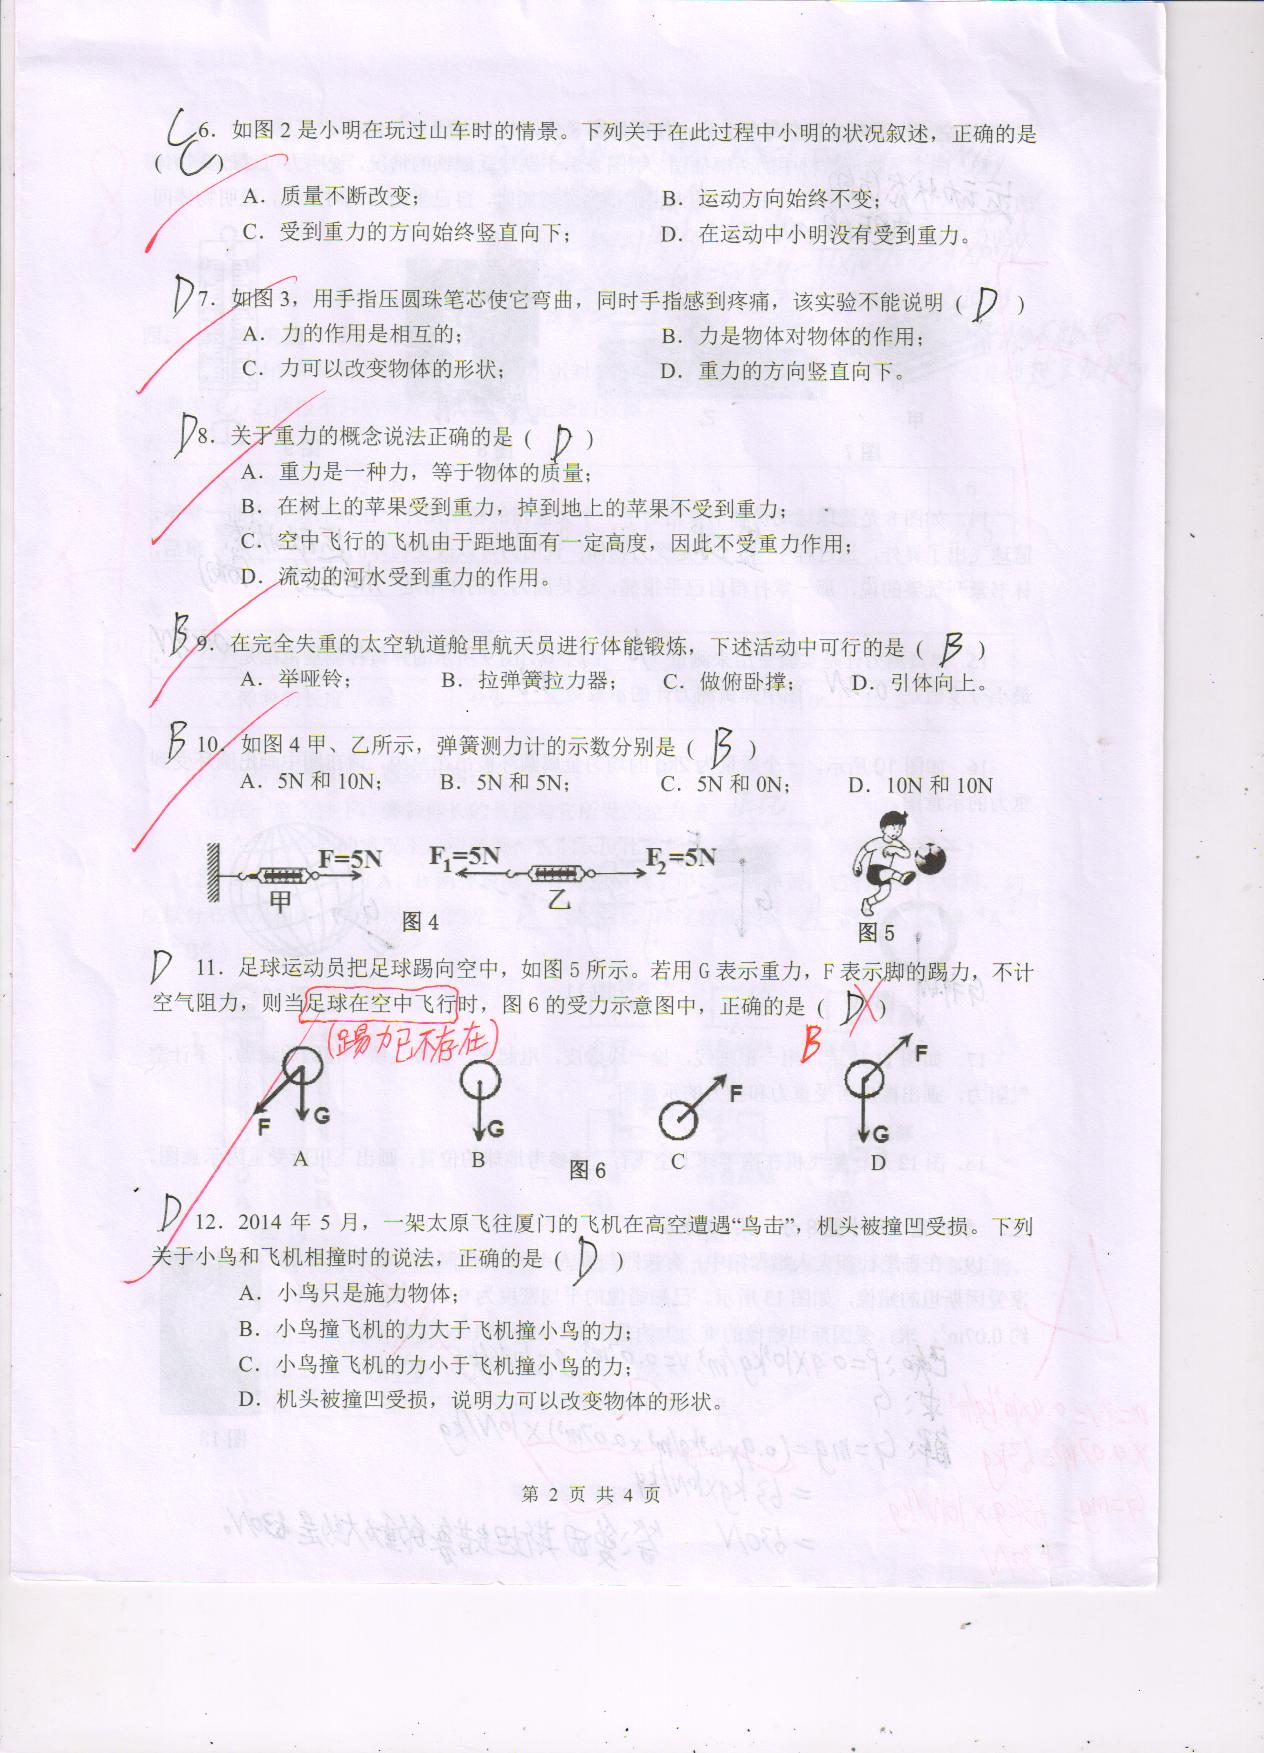 C 6．如图 2 是小明在玩过山车时的情景。下列关于在此过程中小明的状况叙述，正确的是
( C )
A．质量不断改变； B．运动方向始终不变；
C．受到重力的方向始终竖直向下； D．在运动中小明没有受到重力。
D 7．如图 3，用手指压圆珠笔芯使它弯曲，同时手指感到疼痛，该实验不能说明 ( D )
A．力的作用是相互的； B．力是物体对物体的作用；
C．力可以改变物体的形状； D．重力的方向竖直向下。
D 8．关于重力的概念说法正确的是 ( D )
A．重力是一种力，等于物体的质量；
B．在树上的苹果受到重力，掉到地上的苹果不受到重力；
C．空中飞行的飞机由于距地面有一定高度，因此不受重力作用；
D．流动的河水受到重力的作用。
B 9．在完全失重的太空轨道舱里航天员进行体能锻炼，下述活动中可行的是 ( B )
A．举哑铃； B．拉弹簧拉力器； C．做俯卧撑； D．引体向上。
B 10．如图 4 甲、乙所示，弹簧测力计的示数分别是 ( B )
A．5N 和 10N； B．5N 和 5N； C．5N 和 0N； D．10N 和 10N
F=5N F₁=5N F₂=5N
甲 乙
图 4 图 5
D 11．足球运动员把足球踢向空中，如图 5 所示。若用 G 表示重力，F 表示脚的踢力，不计
空气阻力，则当足球在空中飞行时，图 6 的受力示意图中，正确的是 ( D )
(踢力已不存在) B
F G G F F G
A B 图 6 C D
D 12．2014 年 5 月，一架太原飞往厦门的飞机在高空遭遇“鸟击”，机头被撞凹受损。下列
关于小鸟和飞机相撞时的说法，正确的是 ( D )
A．小鸟只是施力物体；
B．小鸟撞飞机的力大于飞机撞小鸟的力；
C．小鸟撞飞机的力小于飞机撞小鸟的力；
D．机头被撞凹受损，说明力可以改变物体的形状。
第 2 页 共 4 页